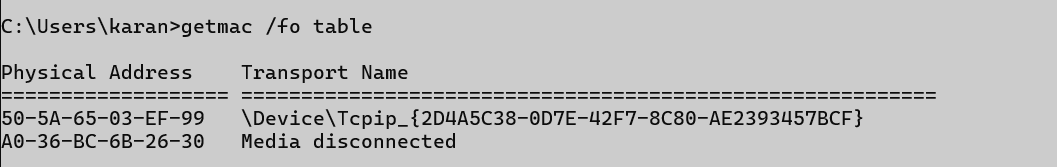 C:\Users\karan>getmac /fo table
Physical Address    Transport Name
=================== ==========================================================
50-5A-65-03-EF-99   \Device\Tcpip_{2D4A5C38-0D7E-42F7-8C80-AE2393457BCF}
A0-36-BC-6B-26-30   Media disconnected